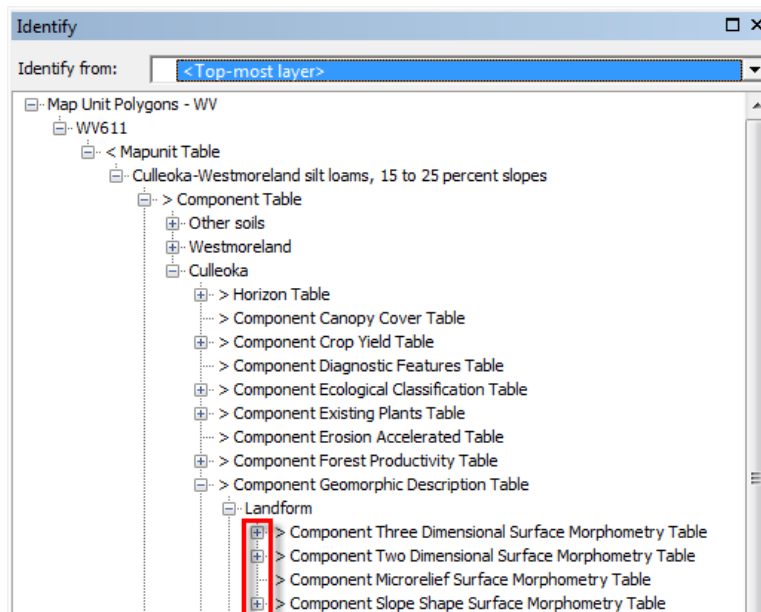 Identify
Identify from: <Top-most layer>
Map Unit Polygons - WV
WV611
< Mapunit Table
Culleoka-Westmoreland silt loams, 15 to 25 percent slopes
> Component Table
Other soils
Westmoreland
Culleoka
> Horizon Table
> Component Canopy Cover Table
> Component Crop Yield Table
> Component Diagnostic Features Table
> Component Ecological Classification Table
> Component Existing Plants Table
> Component Erosion Accelerated Table
> Component Forest Productivity Table
> Component Geomorphic Description Table
Landform
> Component Three Dimensional Surface Morphometry Table
> Component Two Dimensional Surface Morphometry Table
> Component Microrelief Surface Morphometry Table
> Component Slope Shape Surface Morphometry Table